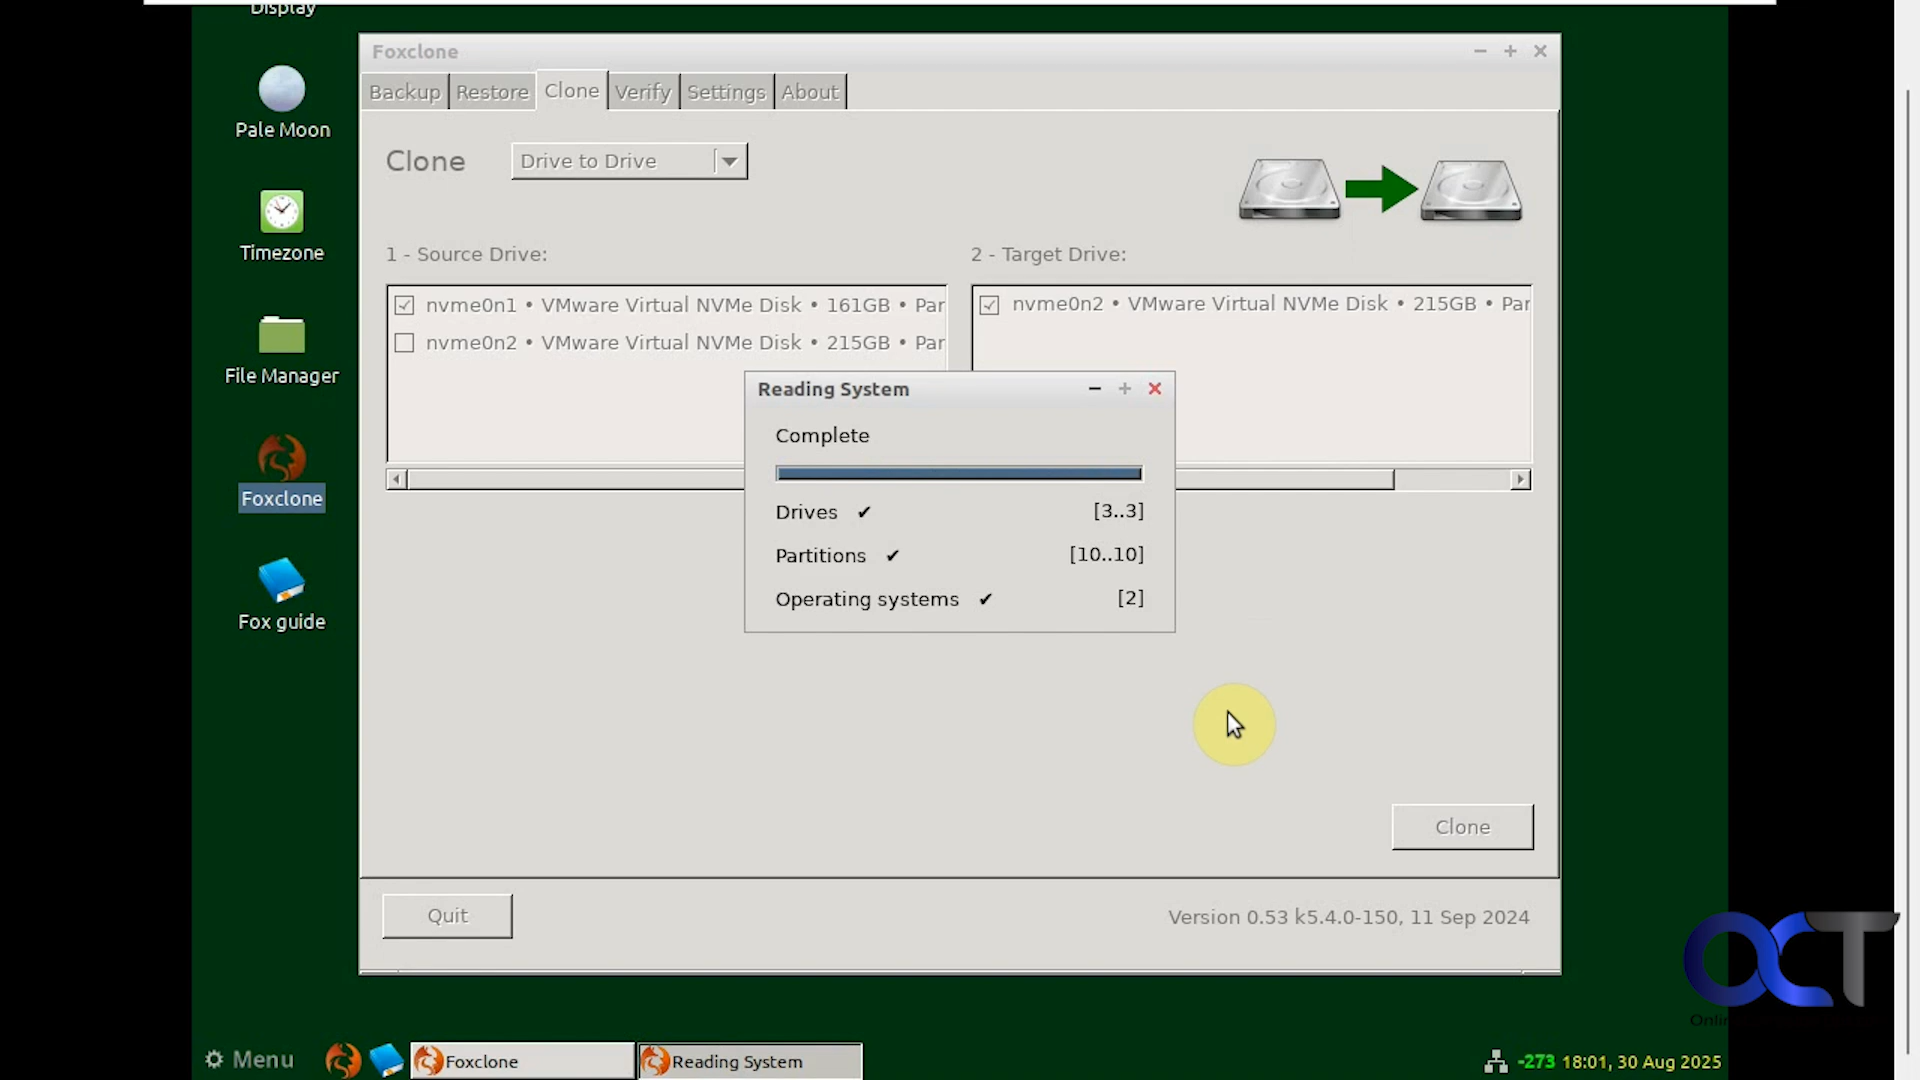 Display
Pale Moon
Timezone
File Manager
Foxclone
Fox guide
Foxclone
Backup Restore Clone Verify Settings About
Clone Drive to Drive
1 - Source Drive:
nvme0n1 • VMware Virtual NVMe Disk • 161GB • Par
nvme0n2 • VMware Virtual NVMe Disk • 215GB • Par
2 - Target Drive:
nvme0n2 • VMware Virtual NVMe Disk • 215GB • Par
Reading System
Complete
Drives ✔ [3..3]
Partitions ✔ [10..10]
Operating systems ✔ [2]
Clone
Quit
Version 0.53 k5.4.0-150, 11 Sep 2024
OCT
Menu Foxclone Reading System -273 18:01, 30 Aug 2025